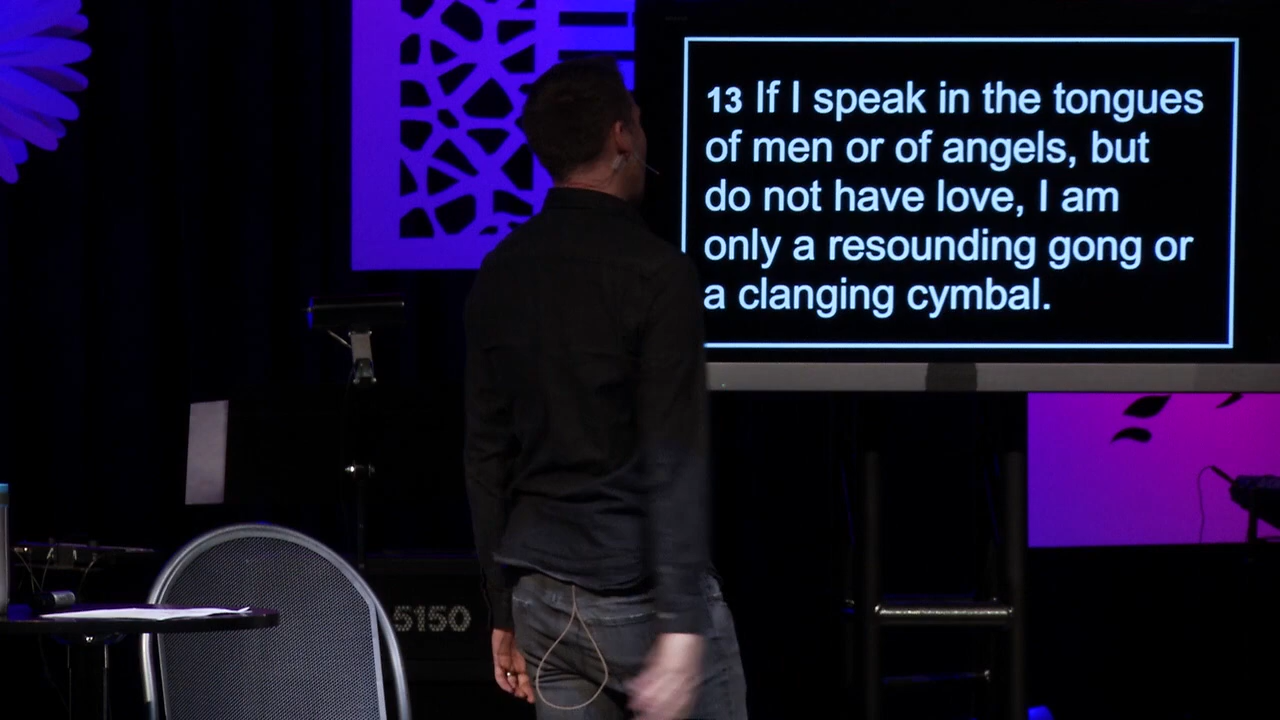 13 If I speak in the tongues
of men or of angels, but
do not have love, I am
only a resounding gong or
a clanging cymbal.
5150